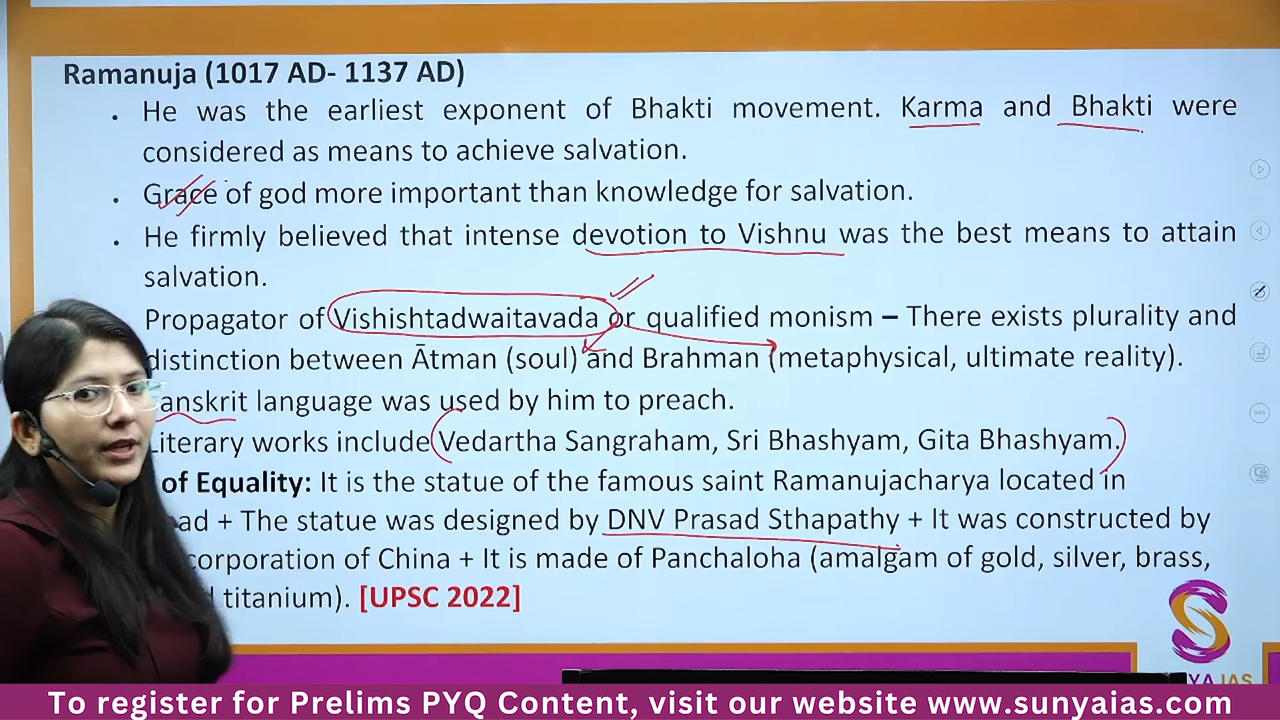 Ramanuja (1017 AD- 1137 AD)
• He was the earliest exponent of Bhakti movement. Karma and Bhakti were
considered as means to achieve salvation.
• Grace of god more important than knowledge for salvation.
• He firmly believed that intense devotion to Vishnu was the best means to attain
salvation.
Propagator of Vishishtadwaitavada or qualified monism – There exists plurality and
distinction between Ātman (soul) and Brahman (metaphysical, ultimate reality).
anskrit language was used by him to preach.
Literary works include Vedartha Sangraham, Sri Bhashyam, Gita Bhashyam.
of Equality: It is the statue of the famous saint Ramanujacharya located in
ad + The statue was designed by DNV Prasad Sthapathy + It was constructed by
corporation of China + It is made of Panchaloha (amalgam of gold, silver, brass,
titanium). [UPSC 2022]
YA IAS
To register for Prelims PYQ Content, visit our website www.sunyaias.com